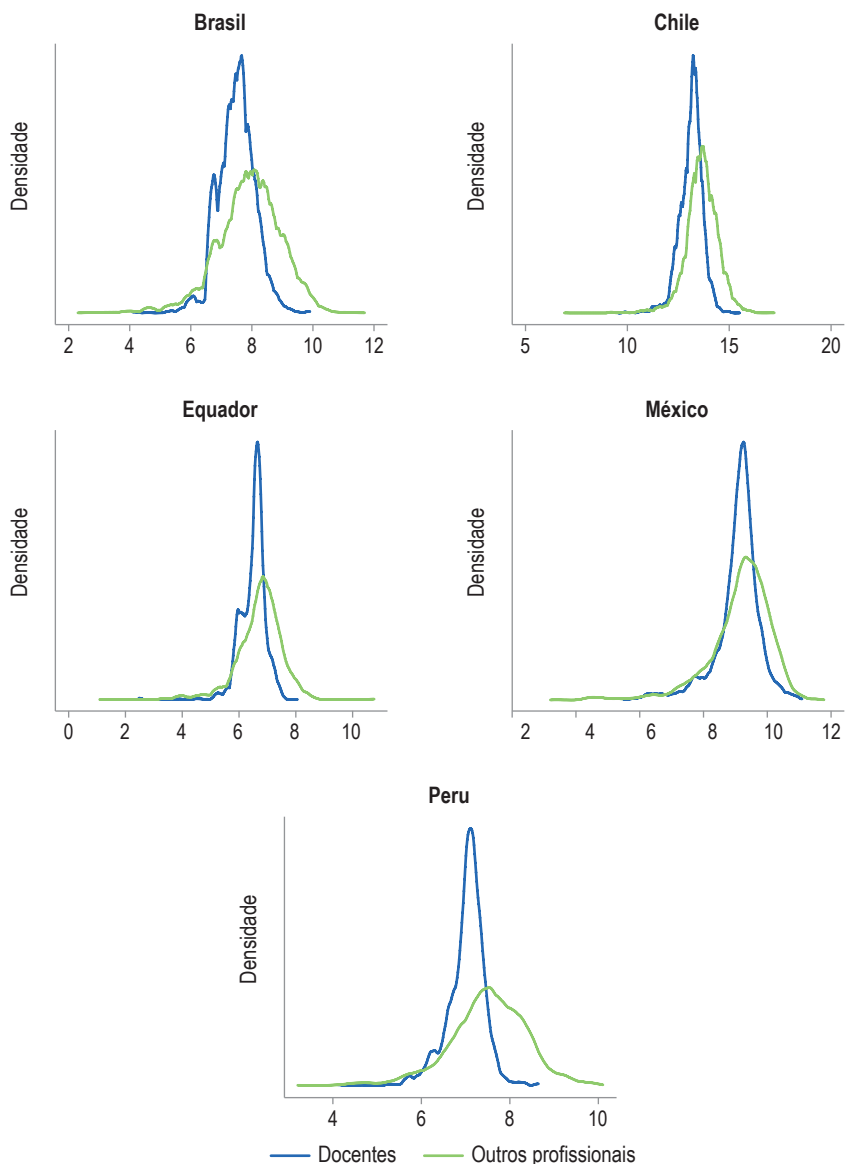 Brasil
Densidade
2 4 6 8 10 12
Chile
Densidade
5 10 15 20
Equador
Densidade
0 2 4 6 8 10
México
Densidade
2 4 6 8 10 12
Peru
Densidade
4 6 8 10
Docentes Outros profissionais